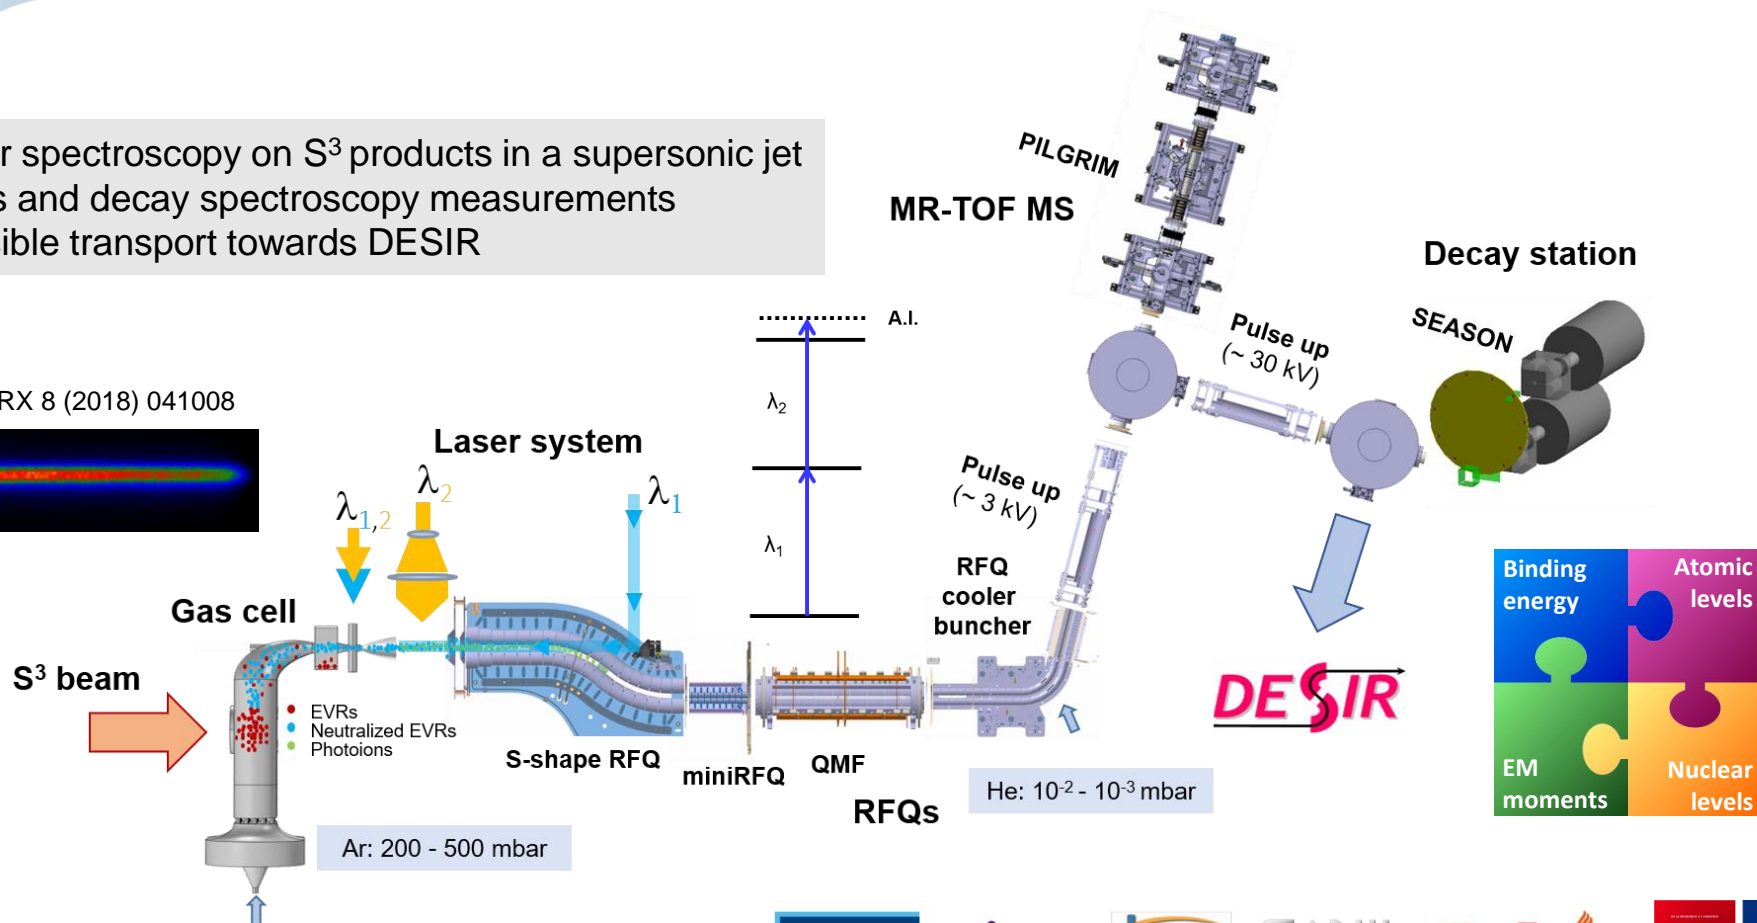 r spectroscopy on S³ products in a supersonic jet
s and decay spectroscopy measurements
sible transport towards DESIR
RX 8 (2018) 041008
Laser system
λ1,2
λ2
λ1
Gas cell
S³ beam
EVRs
Neutralized EVRs
Photoions
Ar: 200 - 500 mbar
S-shape RFQ
miniRFQ
QMF
RFQs
A.I.
λ₂
λ₁
RFQ
cooler
buncher
He: 10⁻² - 10⁻³ mbar
Pulse up
(~ 3 kV)
PILGRIM
MR-TOF MS
Pulse up
(~ 30 kV)
Decay station
SEASON
DESIR
Binding
energy
Atomic
levels
EM
moments
Nuclear
levels